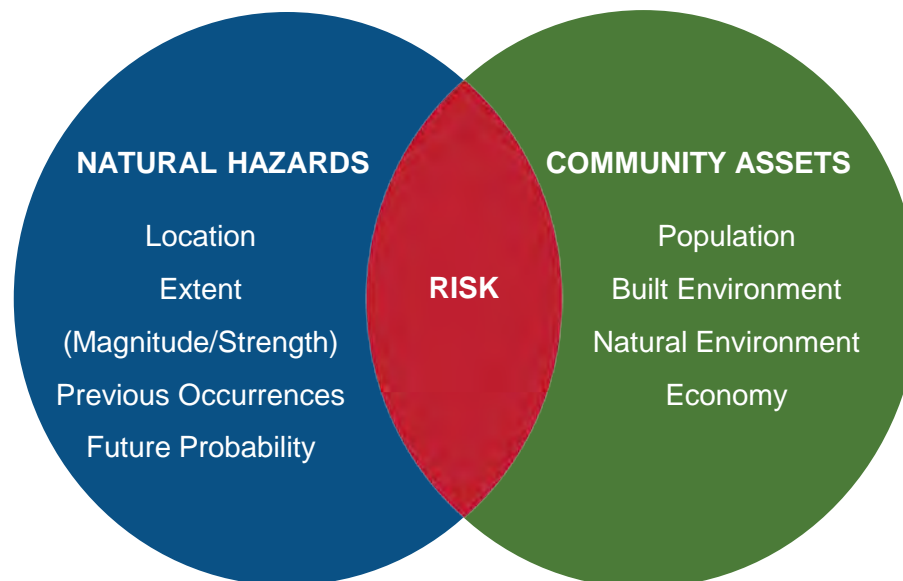 NATURAL HAZARDS
Location
Extent
(Magnitude/Strength)
Previous Occurrences
Future Probability
RISK
COMMUNITY ASSETS
Population
Built Environment
Natural Environment
Economy